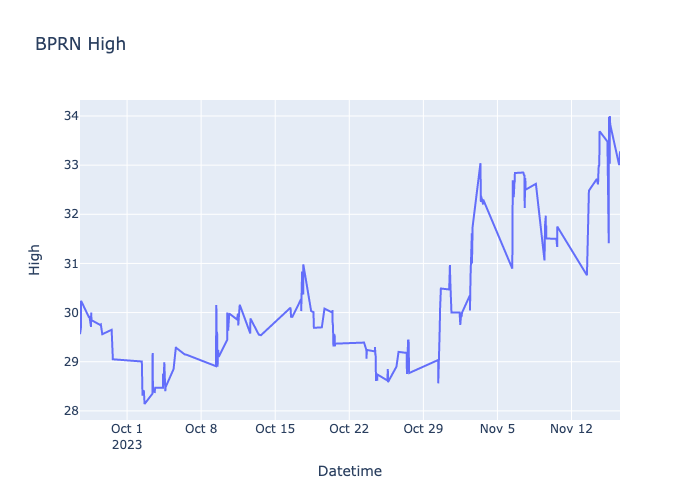 BPRN High
34
33
32
31
30
29
28
High
Oct 1
2023
Oct 8
Oct 15
Oct 22
Oct 29
Nov 5
Nov 12
Datetime